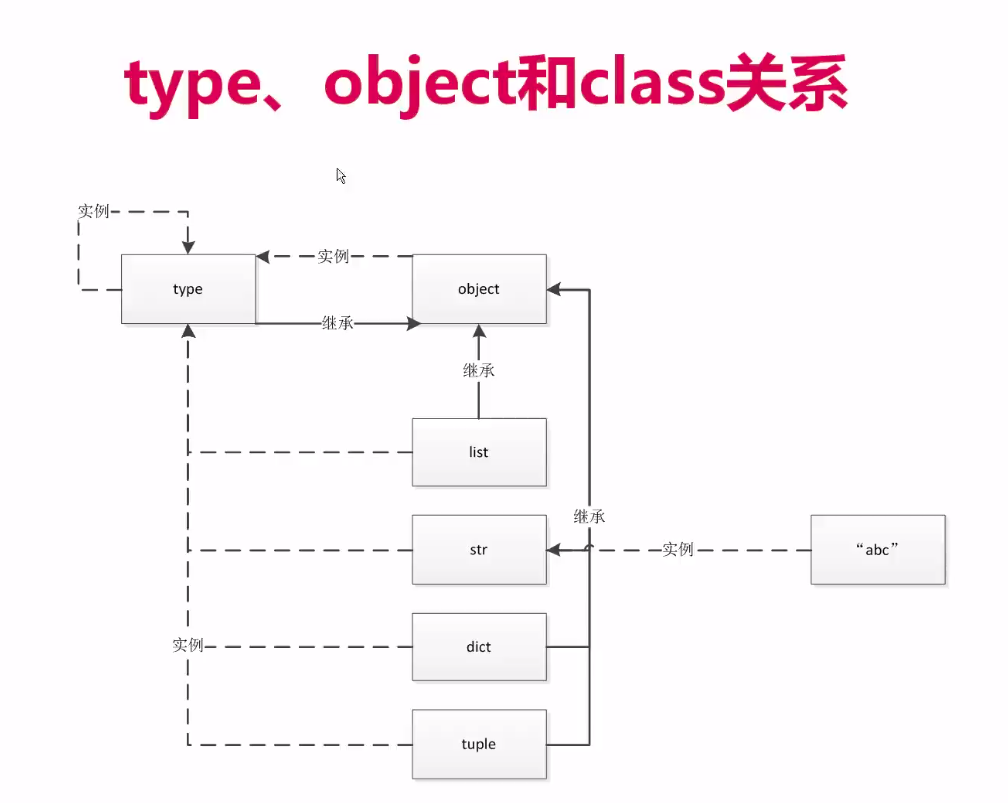 type、object和class关系
实例
实例
type
object
继承
继承
list
继承
str
实例
“abc”
实例
dict
tuple